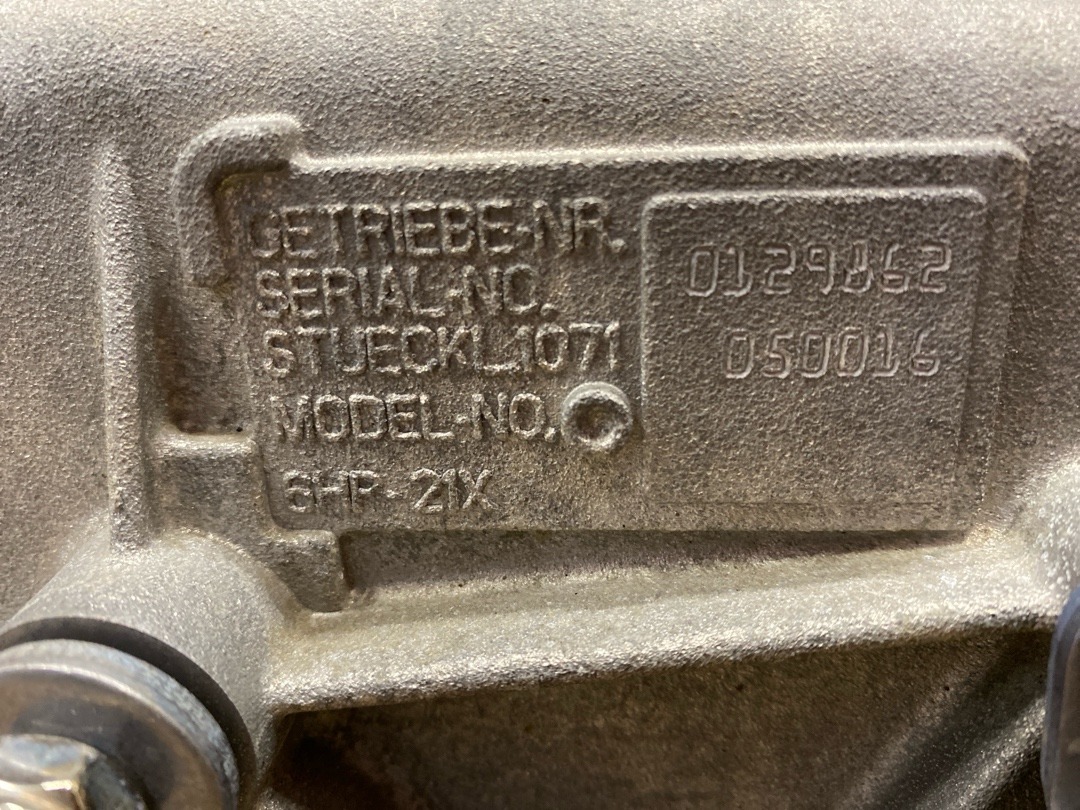 GETRIEBE-NR.
SERIAL-NO.
STUECKL.1071
MODEL-NO.
6HP-21X
0129862
050016